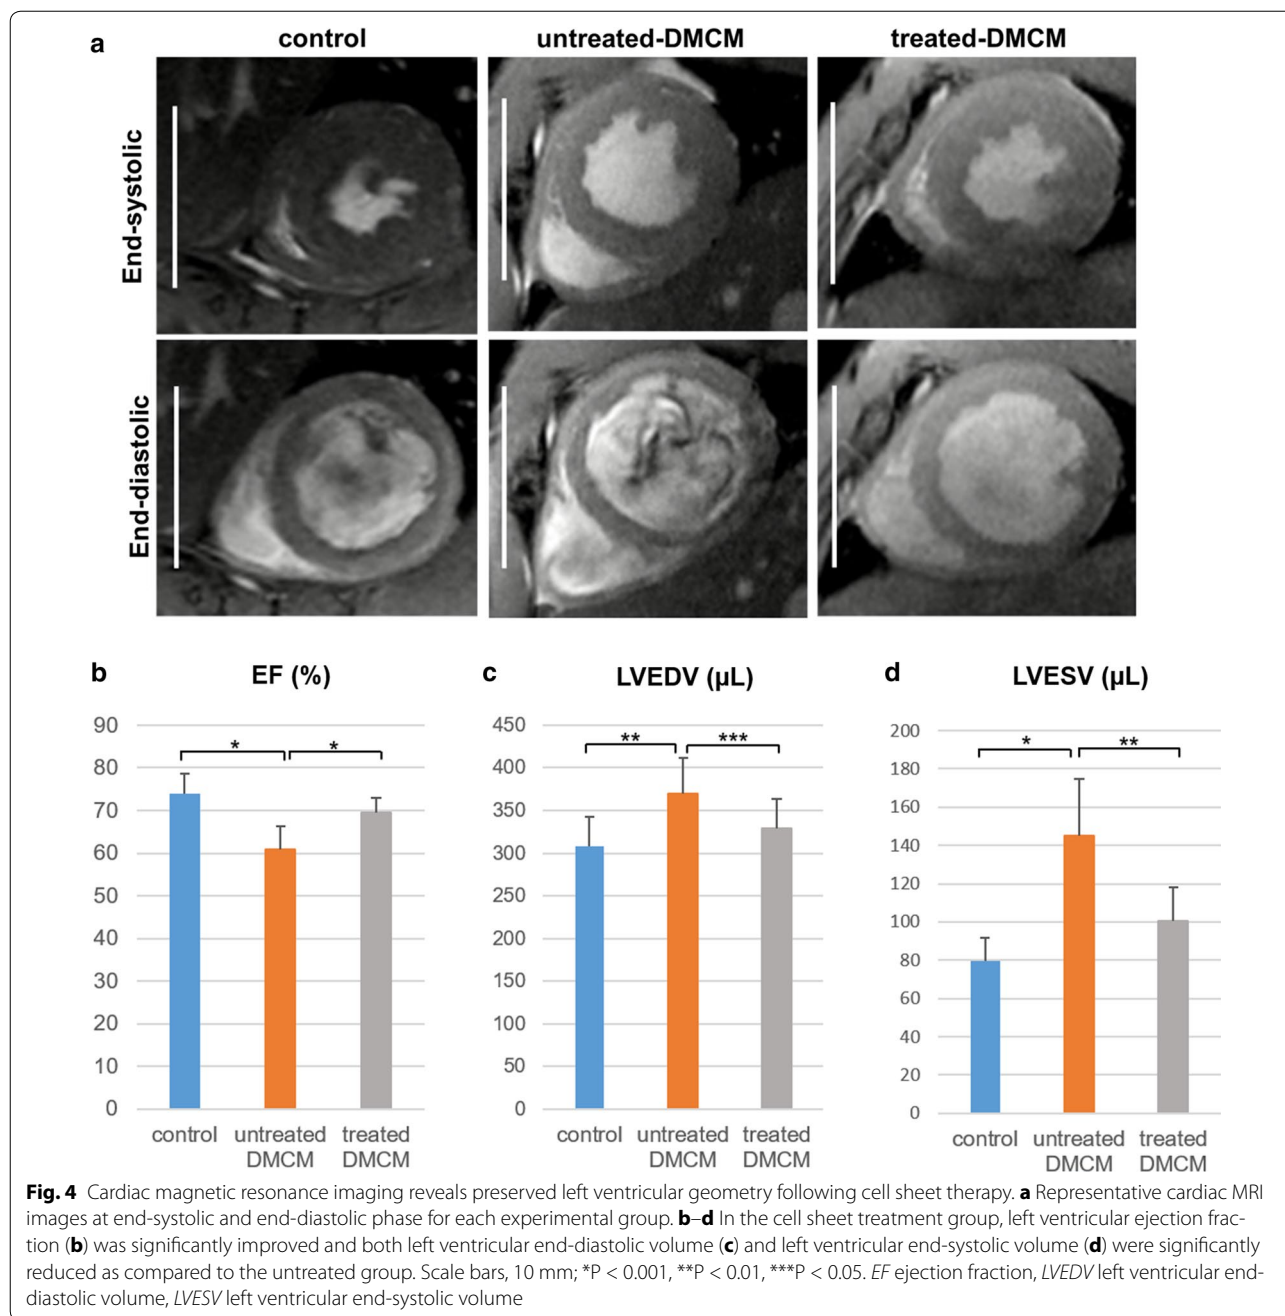 a
control untreated-DMCM treated-DMCM
End-systolic
End-diastolic
b EF (%)
90
80
70
60
50
40
30
20
10
0
* *
control untreated DMCM treated DMCM
c LVEDV (µL)
450
400
350
300
250
200
150
100
50
0
** ***
control untreated DMCM treated DMCM
d LVESV (µL)
200
180
160
140
120
100
80
60
40
20
0
* **
control untreated DMCM treated DMCM
Fig. 4 Cardiac magnetic resonance imaging reveals preserved left ventricular geometry following cell sheet therapy. a Representative cardiac MRI
images at end-systolic and end-diastolic phase for each experimental group. b–d In the cell sheet treatment group, left ventricular ejection frac-
tion (b) was significantly improved and both left ventricular end-diastolic volume (c) and left ventricular end-systolic volume (d) were significantly
reduced as compared to the untreated group. Scale bars, 10 mm; *P < 0.001, **P < 0.01, ***P < 0.05. EF ejection fraction, LVEDV left ventricular end-
diastolic volume, LVESV left ventricular end-systolic volume